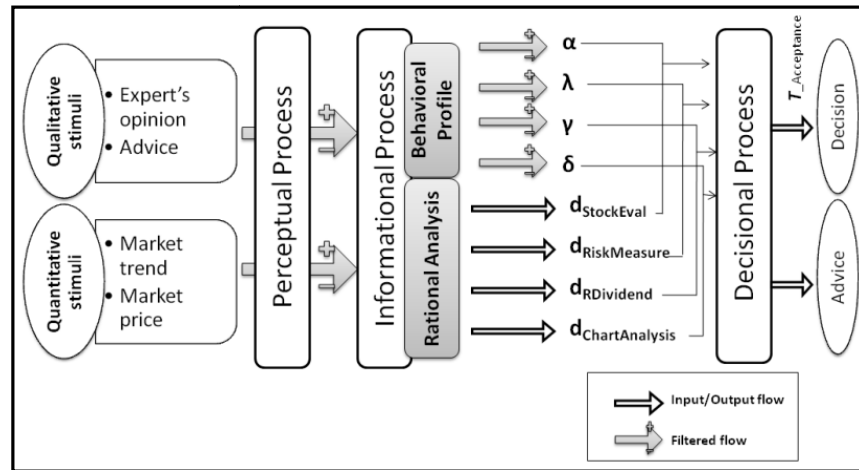 Qualitative
stimuli
• Expert's
opinion
• Advice
Quantitative
stimuli
• Market
trend
• Market
price
Perceptual Process
Informational Process
Behavioral
Profile
Rational Analysis
α
λ
γ
δ
dStockEval
dRiskMeasure
dRDividend
dChartAnalysis
Decisional Process
T_Acceptance
Decision
Advice
Input/Output flow
Filtered flow